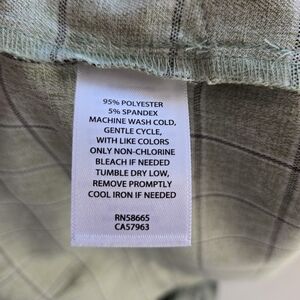 95% POLYESTER
5% SPANDEX
MACHINE WASH COLD,
GENTLE CYCLE,
WITH LIKE COLORS
ONLY NON-CHLORINE
BLEACH IF NEEDED
TUMBLE DRY LOW,
REMOVE PROMPTLY
COOL IRON IF NEEDED
RN58665
CA57963